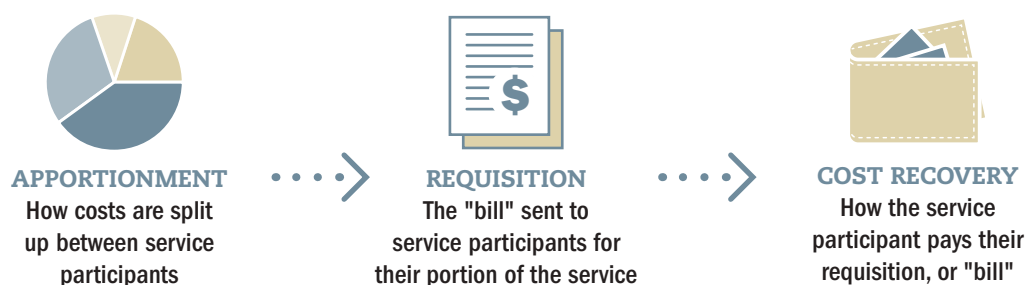 APPORTIONMENT
How costs are split
up between service
participants
$
REQUISITION
The "bill" sent to
service participants for
their portion of the service
COST RECOVERY
How the service
participant pays their
requisition, or "bill"